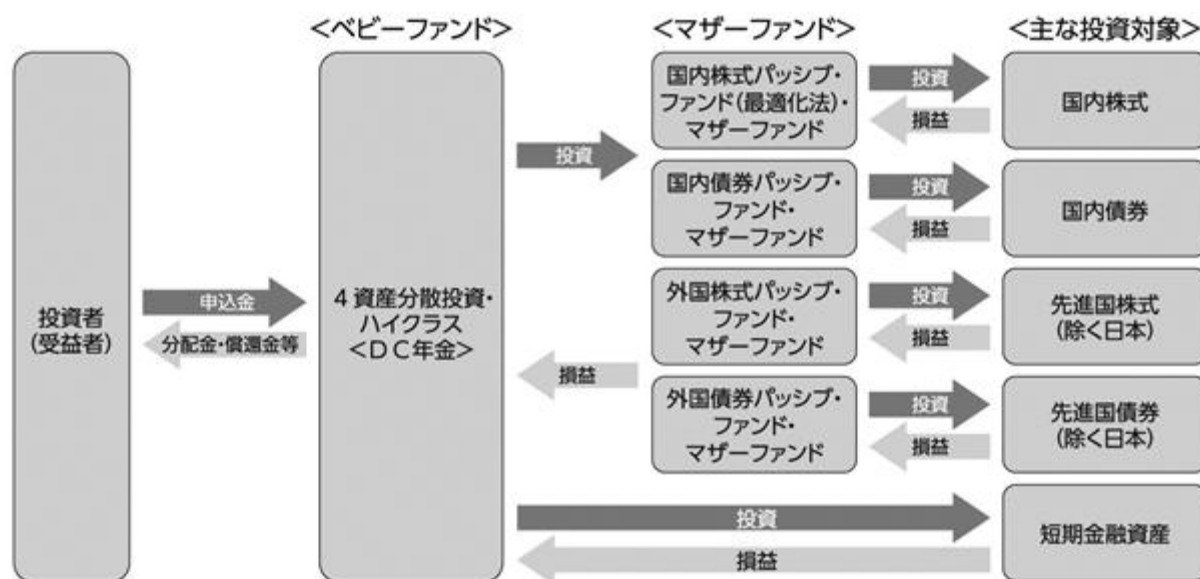 <ベビーファンド>
<マザーファンド>
<主な投資対象>
投資者
(受益者)
申込金
分配金・償還金等
4資産分散投資・
ハイクラス
<DC年金>
投資
損益
国内株式パッシブ・
ファンド(最適化法)・
マザーファンド
投資
損益
国内株式
国内債券パッシブ・
ファンド・
マザーファンド
投資
損益
国内債券
外国株式パッシブ・
ファンド・
マザーファンド
投資
損益
先進国株式
(除く日本)
外国債券パッシブ・
ファンド・
マザーファンド
投資
損益
先進国債券
(除く日本)
投資
損益
短期金融資産